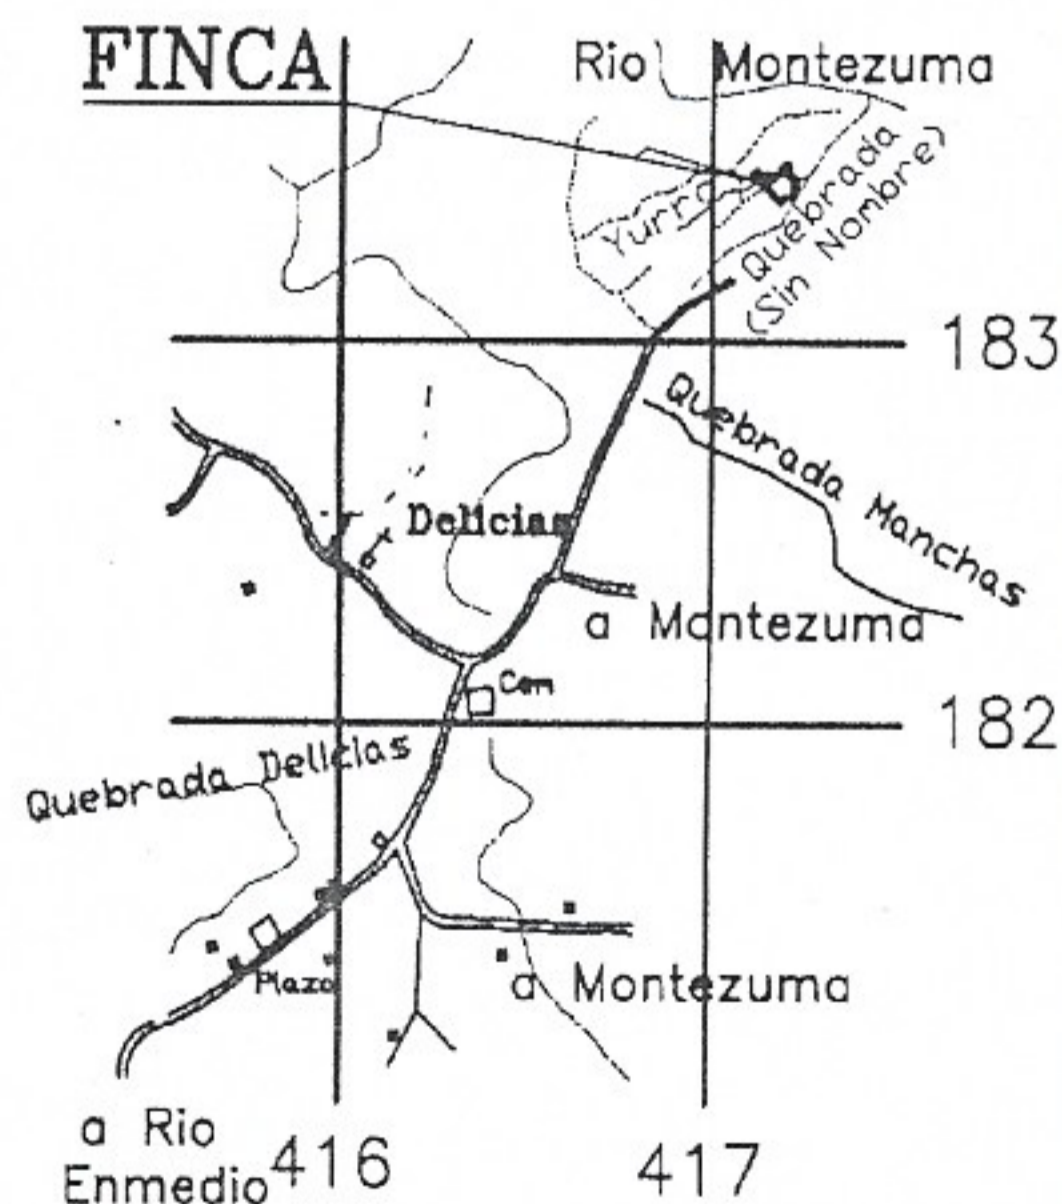 FINCA
Rio Montezuma
Yurro
Quebrada
(Sin Nombre)
183
Quebrada Manchas
Delicias
a Montezuma
Cem
182
Quebrada Delicias
Plaza
a Montezuma
a Rio
Enmedio
416
417